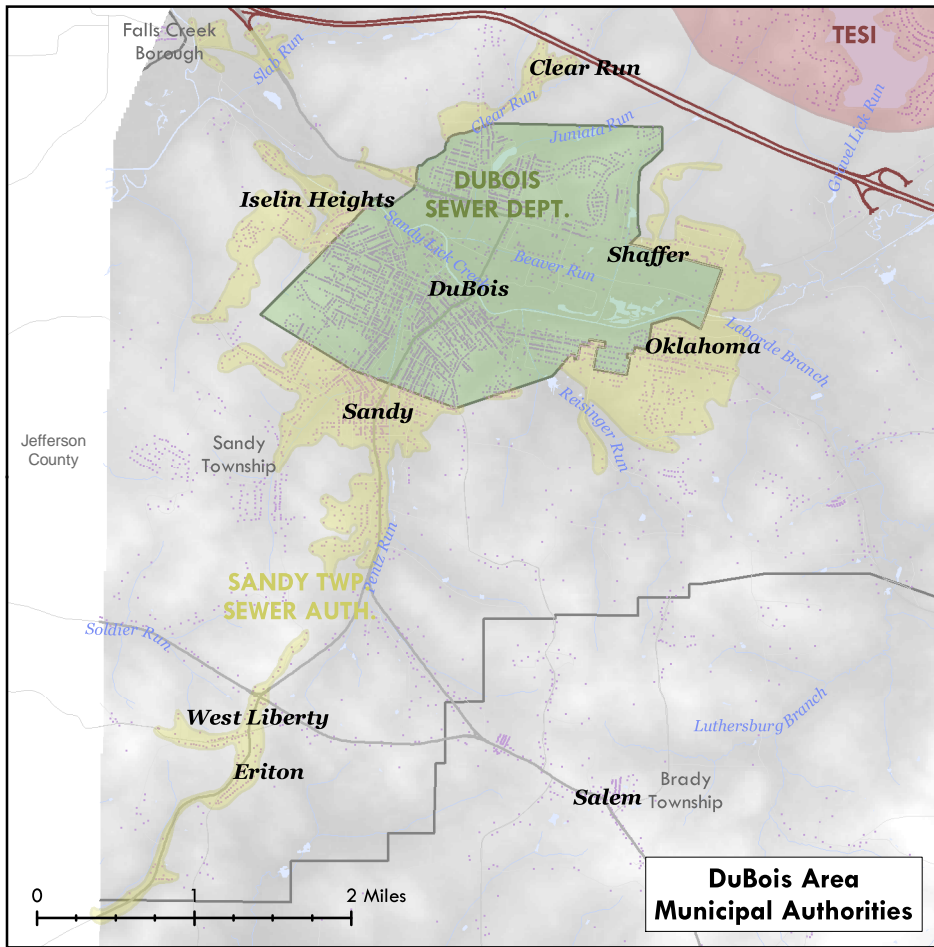 Falls Creek
Borough
Slab Run
TESI
Clear Run
Clear Run
Juniata Run
Gravel Lick Run
DUBOIS
SEWER DEPT.
Iselin Heights
Sandy Lick Creek
Beaver Run
Shaffer
DuBois
Oklahoma
Laborde Branch
Sandy
Reisinger Run
Jefferson
County
Sandy
Township
Pentz Run
SANDY TWP.
SEWER AUTH.
Soldier Run
West Liberty
Luthersburg Branch
Eriton
Salem
Brady
Township
0 1 2 Miles
DuBois Area
Municipal Authorities